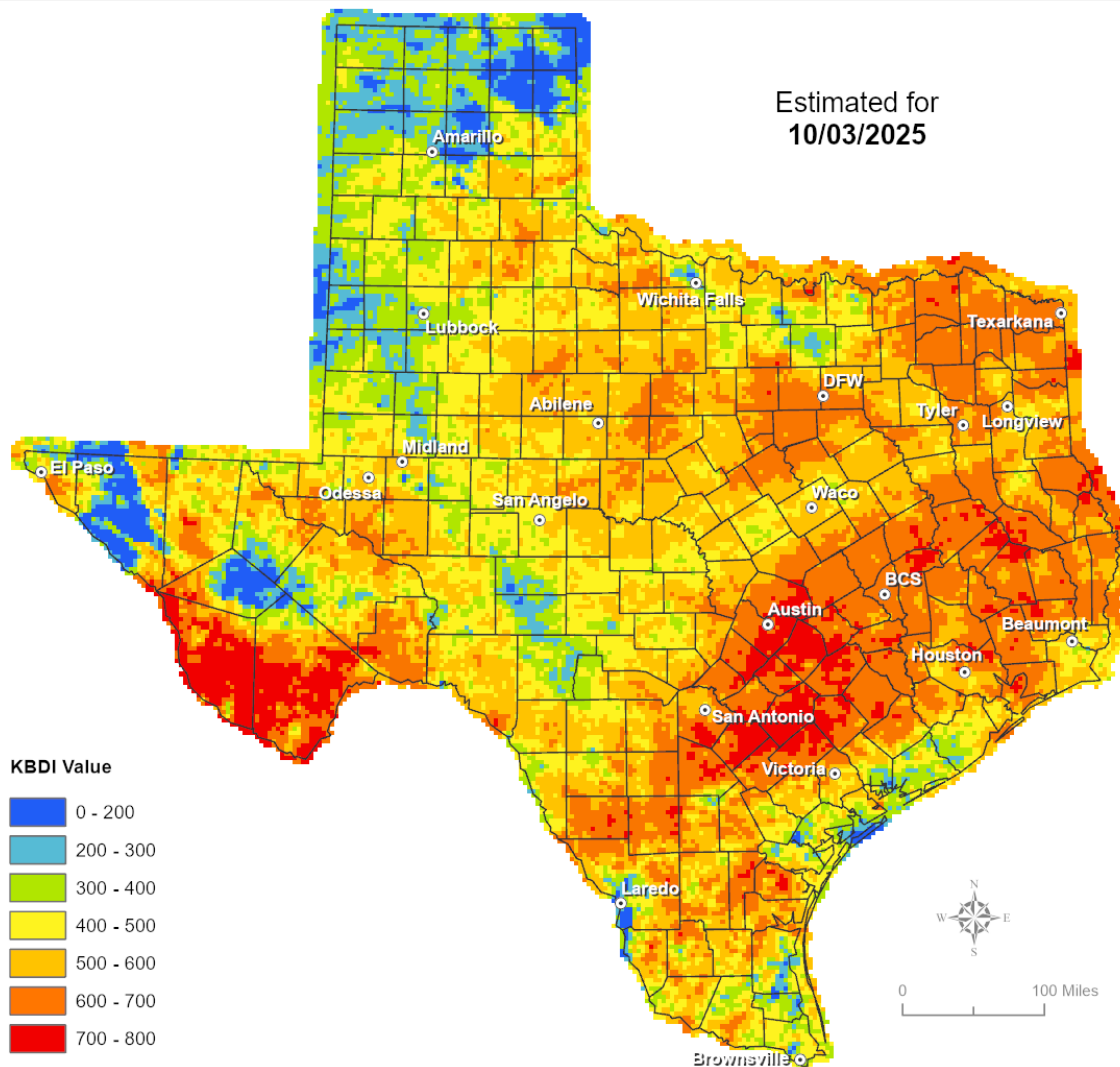 Estimated for
10/03/2025
Amarillo
Wichita Falls
Lubbock
Texarkana
DFW
Abilene
Tyler
Longview
Midland
El Paso
Odessa
San Angelo
Waco
BCS
Austin
Beaumont
Houston
San Antonio
Victoria
KBDI Value
0 - 200
200 - 300
300 - 400
400 - 500
500 - 600
600 - 700
700 - 800
Laredo
Brownsville
N
W E
S
0 100 Miles